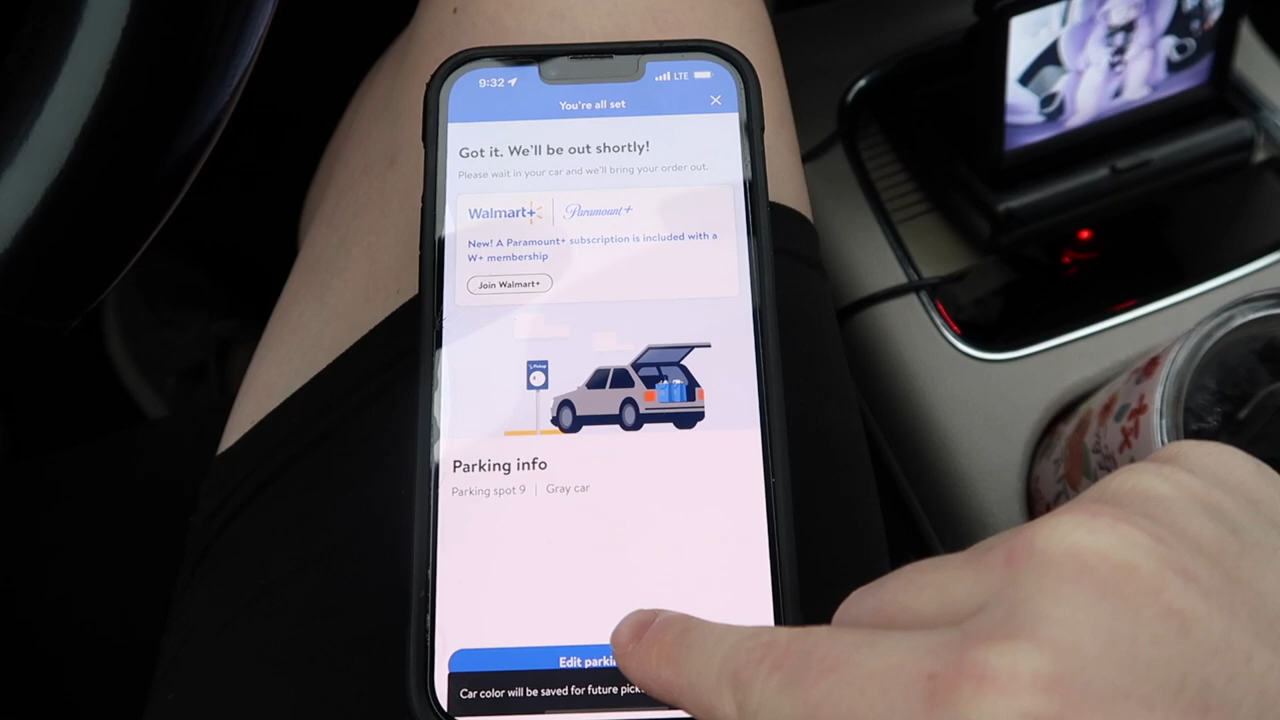 9:32
LTE
You're all set
Got it. We'll be out shortly!
Please wait in your car and we'll bring your order out.
Walmart+
Paramount+
New! A Paramount+ subscription is included with a
W+ membership
Join Walmart+
Pickup
Parking info
Parking spot 9 | Gray car
Edit
Car color will be saved for future